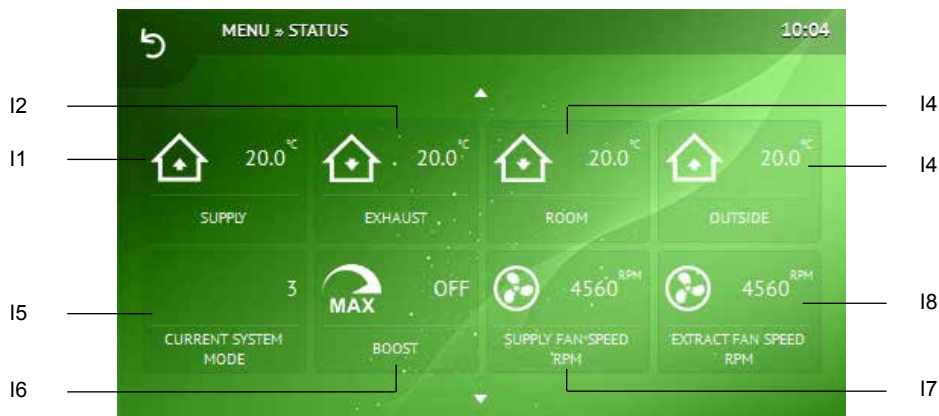 MENU » STATUS 10:04
I2 I4
I1 20.0 °C 20.0 °C 20.0 °C 20.0 °C I4
SUPPLY EXHAUST ROOM OUTSIDE
I5 3 MAX OFF 4560 RPM 4560 RPM I8
CURRENT SYSTEM MODE
BOOST
SUPPLY FAN SPEED RPM
EXTRACT FAN SPEED RPM
I6 I7